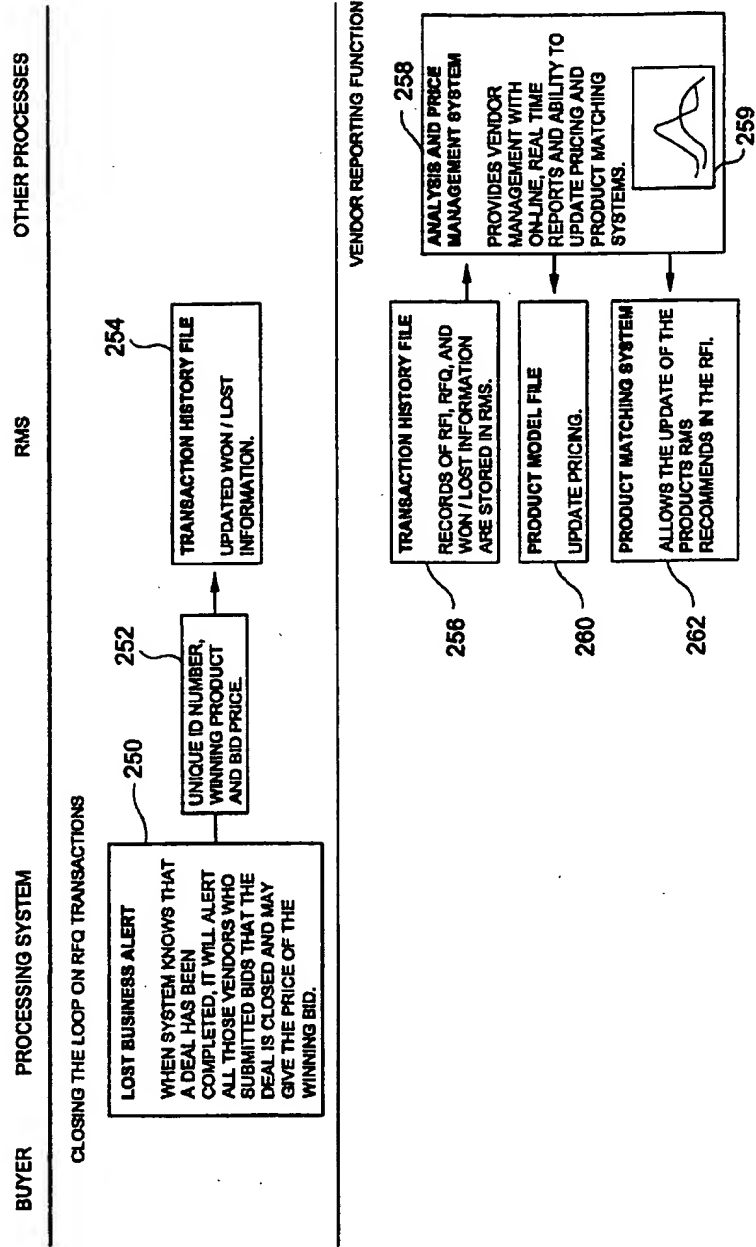 BUYER PROCESSING SYSTEM RMS OTHER PROCESSES
CLOSING THE LOOP ON RFQ TRANSACTIONS
LOST BUSINESS ALERT
WHEN SYSTEM KNOWS THAT
A DEAL HAS BEEN
COMPLETED, IT WILL ALERT
ALL THOSE VENDORS WHO
SUBMITTED BIDS THAT THE
DEAL IS CLOSED AND MAY
GIVE THE PRICE OF THE
WINNING BID.
250
UNIQUE ID NUMBER,
WINNING PRODUCT
AND BID PRICE.
252
TRANSACTION HISTORY FILE
UPDATED WON / LOST
INFORMATION.
254
VENDOR REPORTING FUNCTION
TRANSACTION HISTORY FILE
RECORDS OF RFI, RFQ, AND
WON / LOST INFORMATION
ARE STORED IN RMS.
256
PRODUCT MODEL FILE
UPDATE PRICING.
260
PRODUCT MATCHING SYSTEM
ALLOWS THE UPDATE OF THE
PRODUCTS RMS
RECOMMENDS IN THE RFI.
262
ANALYSIS AND PRICE
MANAGEMENT SYSTEM
PROVIDES VENDOR
MANAGEMENT WITH
ON-LINE, REAL TIME
REPORTS AND ABILITY TO
UPDATE PRICING AND
PRODUCT MATCHING
SYSTEMS.
258
259